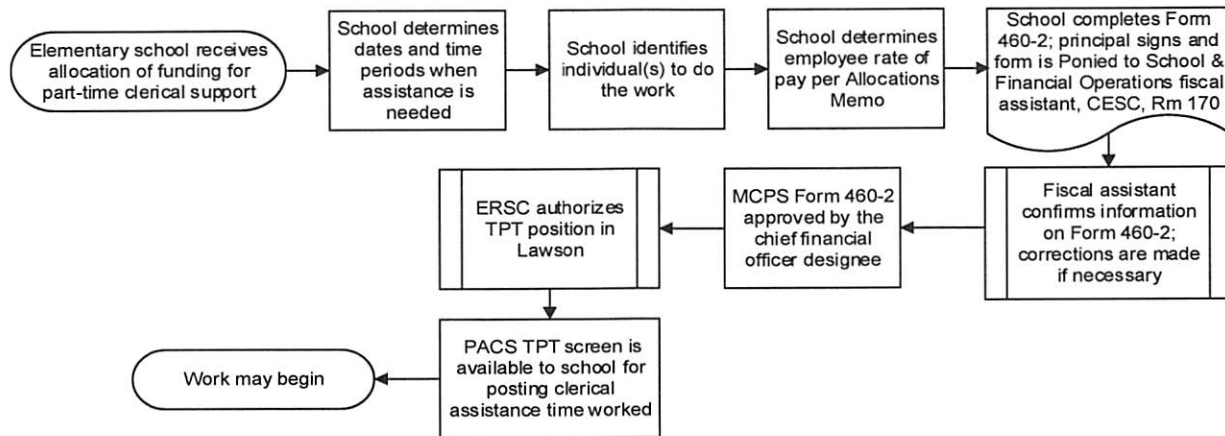 Elementary school receives
allocation of funding for
part-time clerical support
School determines
dates and time
periods when
assistance is
needed
School identifies
individual(s) to do
the work
School determines
employee rate of
pay per Allocations
Memo
School completes Form
460-2; principal signs and
form is Ponied to School &
Financial Operations fiscal
assistant, CESC, Rm 170
Fiscal assistant
confirms information
on Form 460-2;
corrections are made
if necessary
MCPS Form 460-2
approved by the
chief financial
officer designee
ERSC authorizes
TPT position in
Lawson
PACS TPT screen is
available to school for
posting clerical
assistance time worked
Work may begin